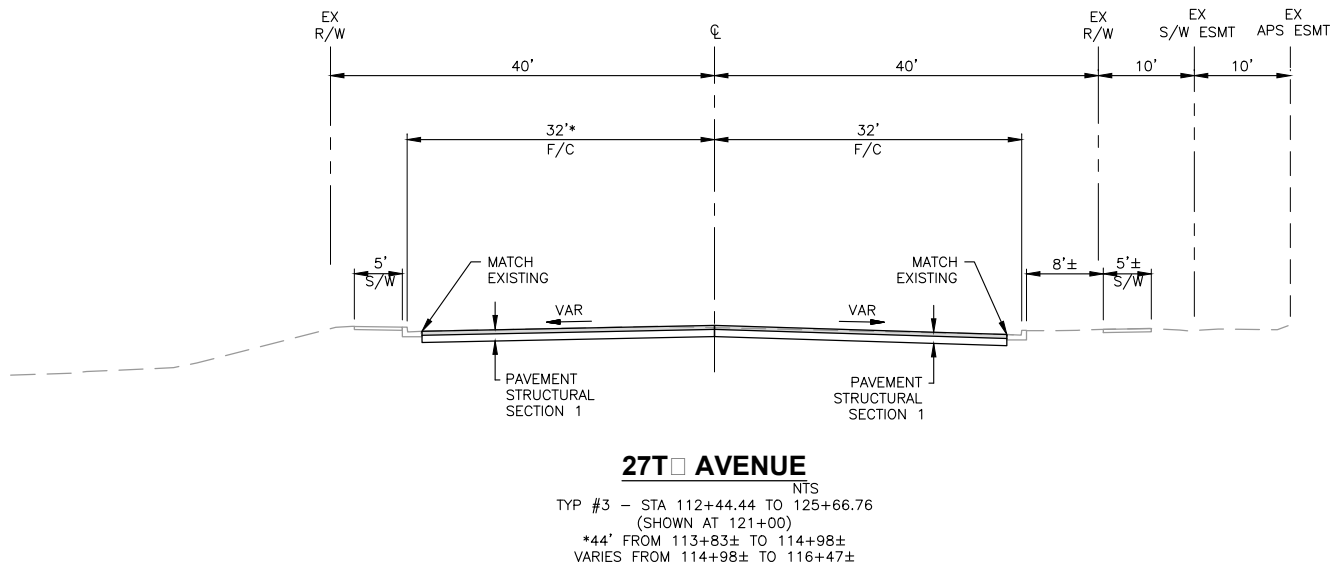 EX
R/W
℄
EX
R/W
EX
S/W ESMT
EX
APS ESMT
40'
40'
10'
10'
32'*
F/C
32'
F/C
5'
S/W
MATCH
EXISTING
VAR
VAR
MATCH
EXISTING
8'±
5'±
S/W
PAVEMENT
STRUCTURAL
SECTION 1
PAVEMENT
STRUCTURAL
SECTION 1
27T□ AVENUE
NTS
TYP #3 – STA 112+44.44 TO 125+66.76
(SHOWN AT 121+00)
*44' FROM 113+83± TO 114+98±
VARIES FROM 114+98± TO 116+47±